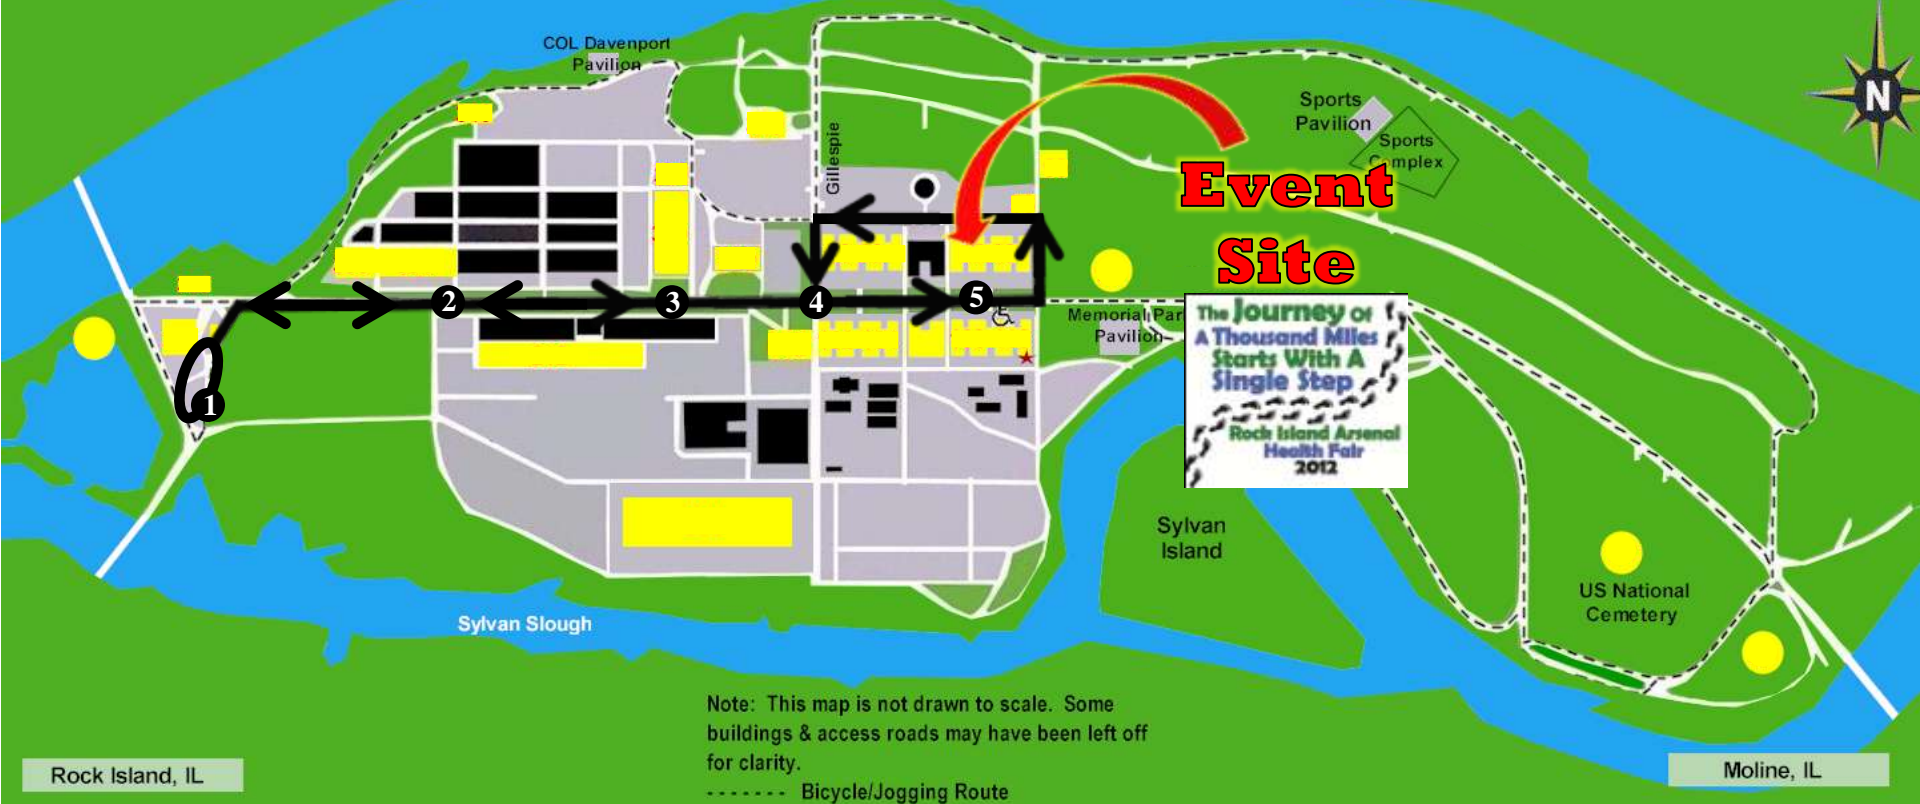 COL Davenport
Pavilion
Gillespie
Sports
Pavilion
Sports
Complex
N
Event
Site
2
3
4
5
1
Memorial Par
Pavilion
The Journey of
A Thousand Miles
Starts With A
Single Step
Rock Island Arsenal
Health Fair
2012
Sylvan
Island
US National
Cemetery
Sylvan Slough
Note: This map is not drawn to scale. Some
buildings & access roads may have been left off
for clarity.
------- Bicycle/Jogging Route
Rock Island, IL
Moline, IL